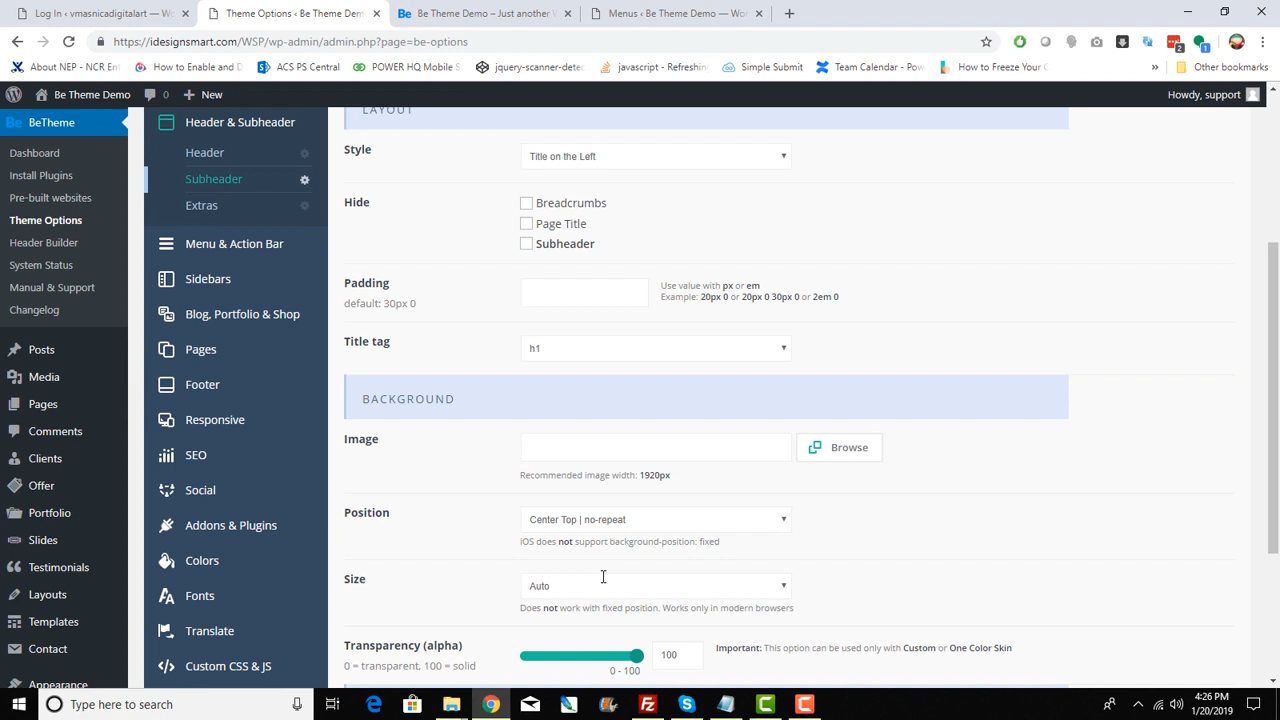 Log In ‹ vmasnicadigitalart — Wo
Theme Options ‹ Be Theme Demo
Be Theme Demo – Just another W
Menus ‹ Be Theme Demo — Wor
https://idesignsmart.com/WSP/wp-admin/admin.php?page=be-options
2
1
About NEP - NCR Ent
How to Enable and D
ACS PS Central
POWER HQ Mobile S
jquery-scanner-detec
javascript - Refreshing
Simple Submit
Team Calendar - Pow
How to Freeze Your C
»
Other bookmarks
Be Theme Demo
0
New
Howdy, support
Be BeTheme
Dashboard
Install Plugins
Pre-built websites
Theme Options
Header Builder
System Status
Manual & Support
Changelog
Posts
Media
Pages
Comments
Clients
Offer
Portfolio
Slides
Testimonials
Layouts
Templates
Contact
Appearance
Header & Subheader
Header
Subheader
Extras
Menu & Action Bar
Sidebars
Blog, Portfolio & Shop
Pages
Footer
Responsive
SEO
Social
Addons & Plugins
Colors
Fonts
Translate
Custom CSS & JS
LAYOUT
Style
Title on the Left
Hide
Breadcrumbs
Page Title
Subheader
Padding
default: 30px 0
Use value with px or em
Example: 20px 0 or 20px 0 30px 0 or 2em 0
Title tag
h1
BACKGROUND
Image
Browse
Recommended image width: 1920px
Position
Center Top | no-repeat
iOS does not support background-position: fixed
Size
Auto
Does not work with fixed position. Works only in modern browsers
Transparency (alpha)
0 = transparent, 100 = solid
100
0 - 100
Important: This option can be used only with Custom or One Color Skin
Type here to search
4:26 PM
1/20/2019